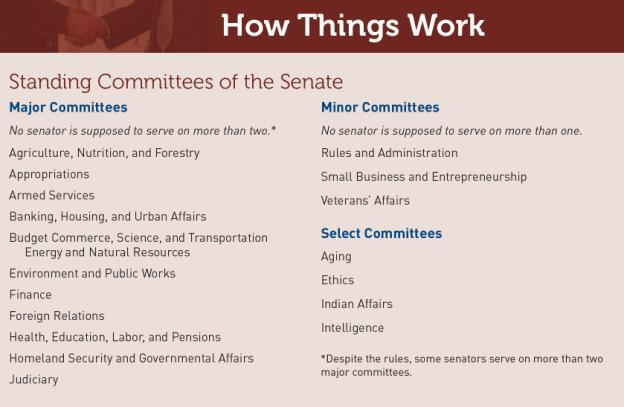 How Things Work
Standing Committees of the Senate
Major Committees
No senator is supposed to serve on more than two.*
Agriculture, Nutrition, and Forestry
Appropriations
Armed Services
Banking, Housing, and Urban Affairs
Budget Commerce, Science, and Transportation
Energy and Natural Resources
Environment and Public Works
Finance
Foreign Relations
Health, Education, Labor, and Pensions
Homeland Security and Governmental Affairs
Judiciary
Minor Committees
No senator is supposed to serve on more than one.
Rules and Administration
Small Business and Entrepreneurship
Veterans' Affairs
Select Committees
Aging
Ethics
Indian Affairs
Intelligence
*Despite the rules, some senators serve on more than two
major committees.